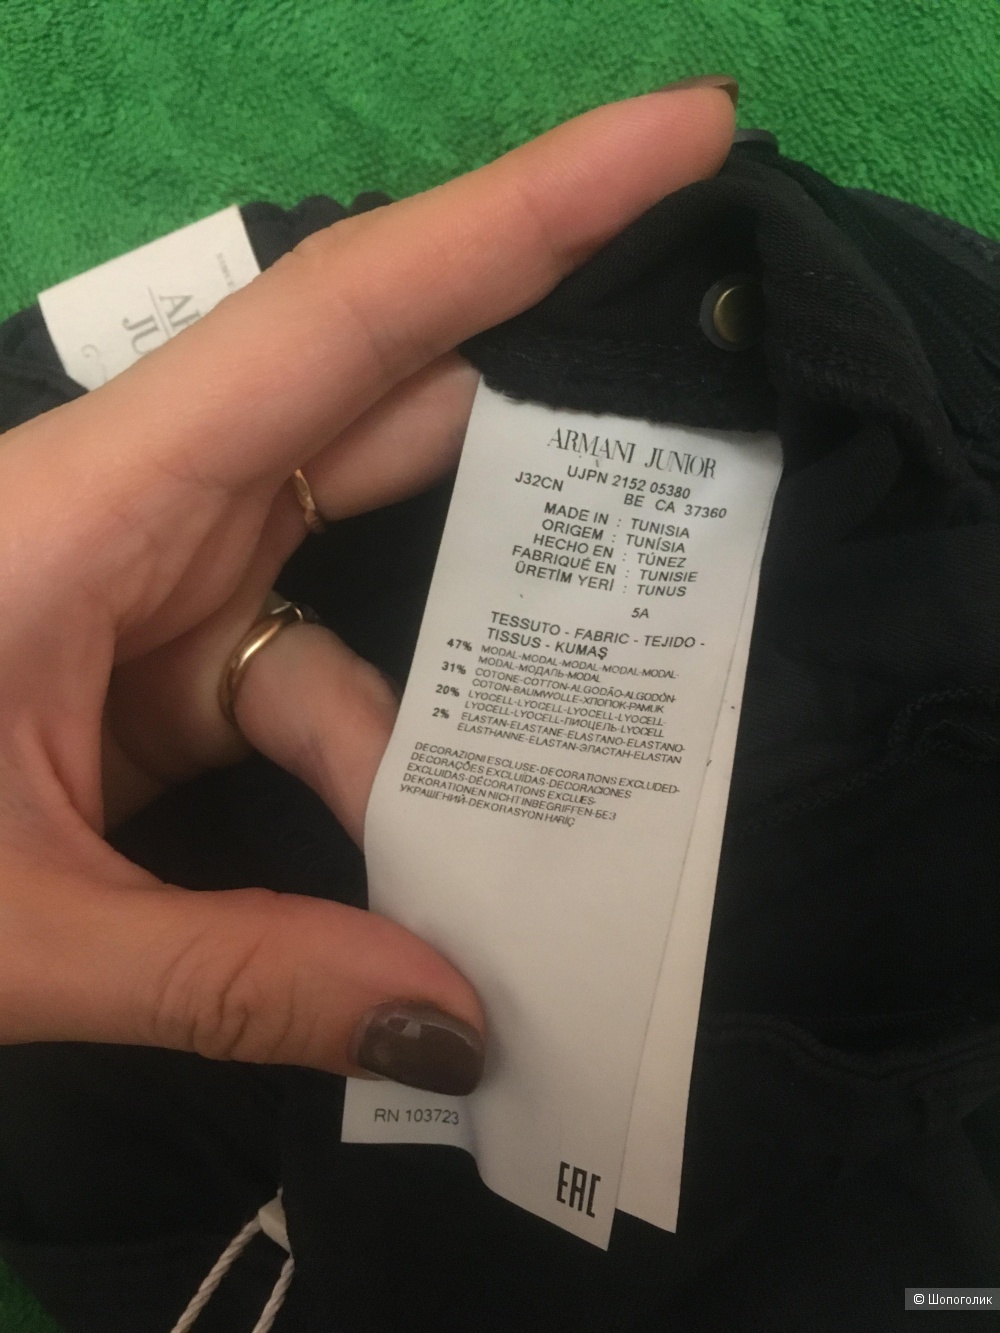 ARMANI JUNIOR
UJPN 2152 05380
J32CN BE CA 37360
MADE IN : TUNISIA
ORIGEM : TUNÍSIA
HECHO EN : TÚNEZ
FABRIQUÉ EN : TUNISIE
ÜRETİM YERİ : TUNUS
5A
TESSUTO - FABRIC - TEJIDO -
TISSUS - KUMAŞ
47% MODAL-MODAL-MODAL-MODAL-MODAL-
MODAL-МОДАЛЬ-MODAL
31% COTONE-COTTON-ALGODÃO-ALGODÓN-
COTON-BAUMWOLLE-ХЛОПОК-PAMUK
20% LYOCELL-LYOCELL-LYOCELL-LYOCELL-
LYOCELL-LYOCELL-ЛИОЦЕЛЬ-LYOCELL
2% ELASTAN-ELASTANE-ELASTANO-ELASTANO-
ELASTHANNE-ELASTAN-ЭЛАСТАН-ELASTAN
DECORAZIONI ESCLUSE-DECORATIONS EXCLUDED-
DECORAÇÕES EXCLUÍDAS-DECORACIONES
EXCLUIDAS-DÉCORATIONS EXCLUES-
DEKORATIONEN NICHT INBEGRIFFEN-БЕЗ
УКРАШЕНИЙ-DEKORASYON HARİÇ
RN 103723
EAC
© Шопоголик